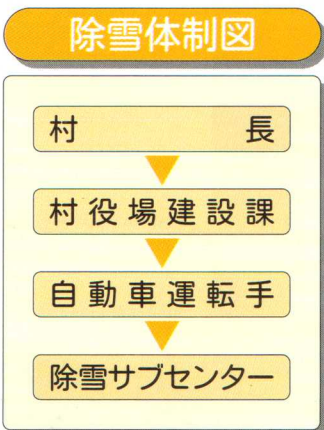 除雪体制図
村長
村役場建設課
自動車運転手
除雪サブセンター